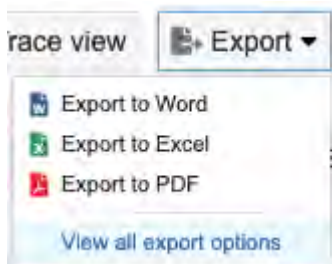 race view
Export
Export to Word
Export to Excel
Export to PDF
View all export options